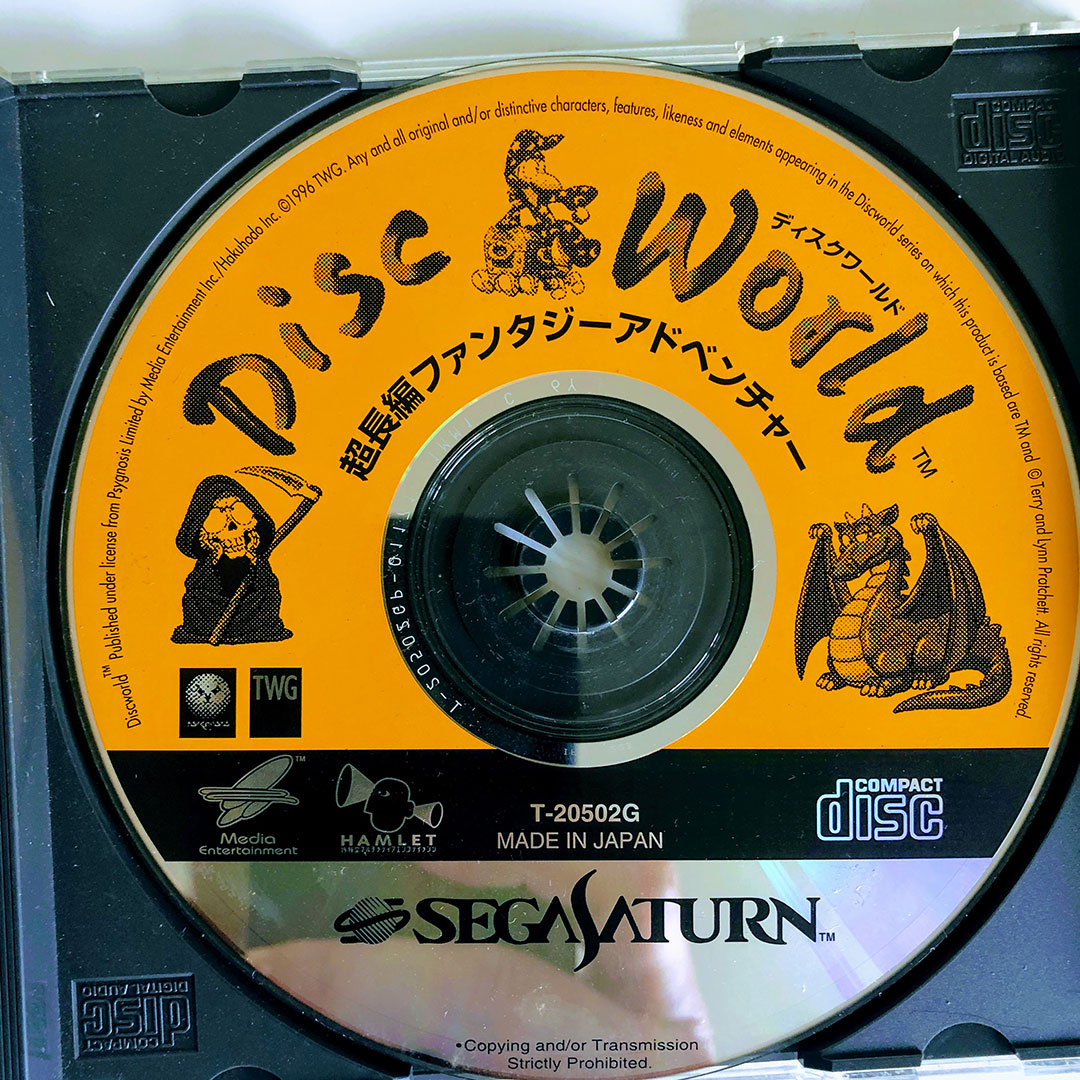 Discworld™ Published under license from Psygnosis Limited by Media Entertainment Inc./Hakuhodo Inc. ©1996 TWG. Any and all original and/or distinctive characters, features, likeness and elements appearing in the Discworld series on which this product is based are TM and © Terry and Lynn Pratchett. All rights reserved.
Disc World™
ディスクワールド
超長編ファンタジーアドベンチャー
TWG
Media
Entertainment
™
HAMLET
T-20502G
MADE IN JAPAN
COMPACT
disc
SEGA SATURN™
•Copying and/or Transmission
Strictly Prohibited.
COMPACT
disc
DIGITAL AUDIO
COMPACT
disc
DIGITAL AUDIO